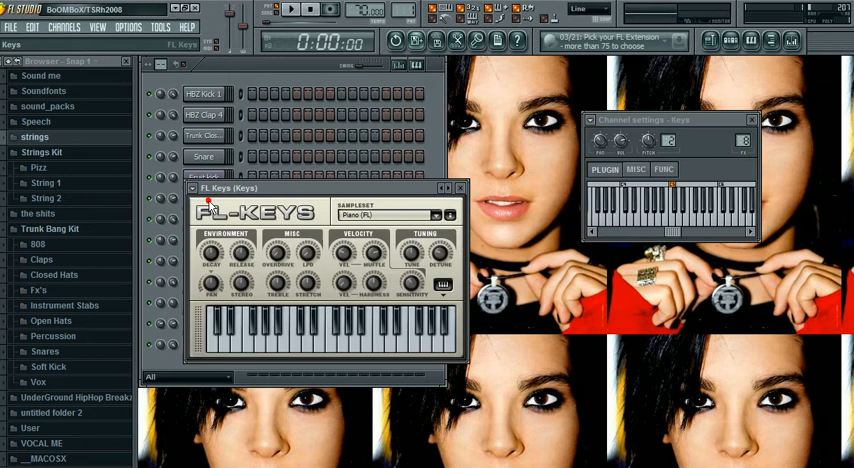 FL STUDIO
BoOMBoX/TSRh2008
FILE EDIT CHANNELS VIEW OPTIONS TOOLS HELP
Keys FL Keys
PAT
TEMPO
Line
0:00:00
03/21: Pick your FL Extension
- more than 75 to choose
Browser - Snap 1
Sound me
Soundfonts
sound_packs
Speech
strings
Strings Kit
Pizz
String 1
String 2
the shits
Trunk Bang Kit
808
Claps
Closed Hats
Fx's
Instrument Stabs
Open Hats
Percussion
Snares
Soft Kick
Vox
UnderGround HipHop Breakz
untitled folder 2
User
VOCAL ME
__MACOSX
SWING
HBZ Kick 1
HBZ Clap 4
Trunk Clos...
Snare
All
FL Keys (Keys)
FL-KEYS
SAMPLESET
Piano (FL)
ENVIRONMENT MISC VELOCITY TUNING
DECAY RELEASE OVERDRIVE LFO VEL MUFFLE TUNE DETUNE
PAN STEREO TREBLE STRETCH VEL HARDNESS SENSITIVITY
Channel settings - Keys
PAN VOL PITCH FX
PLUGIN MISC FUNC